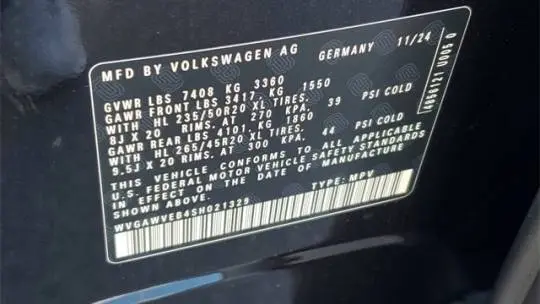 MFD BY VOLKSWAGEN AG GERMANY 11/24
GVWR LBS 7408 KG 3360
GAWR FRONT LBS 3417. KG 1550
WITH HL 235/50R20 XL TIRES.
8J X 20 RIMS. AT 270 KPA. 39 PSI COLD
GAWR REAR LBS 4101. KG 1860
WITH HL 265/45R20 XL TIRES.
9.5J X 20 RIMS. AT 300 KPA. 44 PSI COLD
THIS VEHICLE CONFORMS TO ALL APPLICABLE
U.S. FEDERAL MOTOR VEHICLE SAFETY STANDARDS
IN EFFECT ON THE DATE OF MANUFACTURE
SHOWN ABOVE.
WVGAWVEB4SH021329 TYPE: MPV
4856121 U005 0